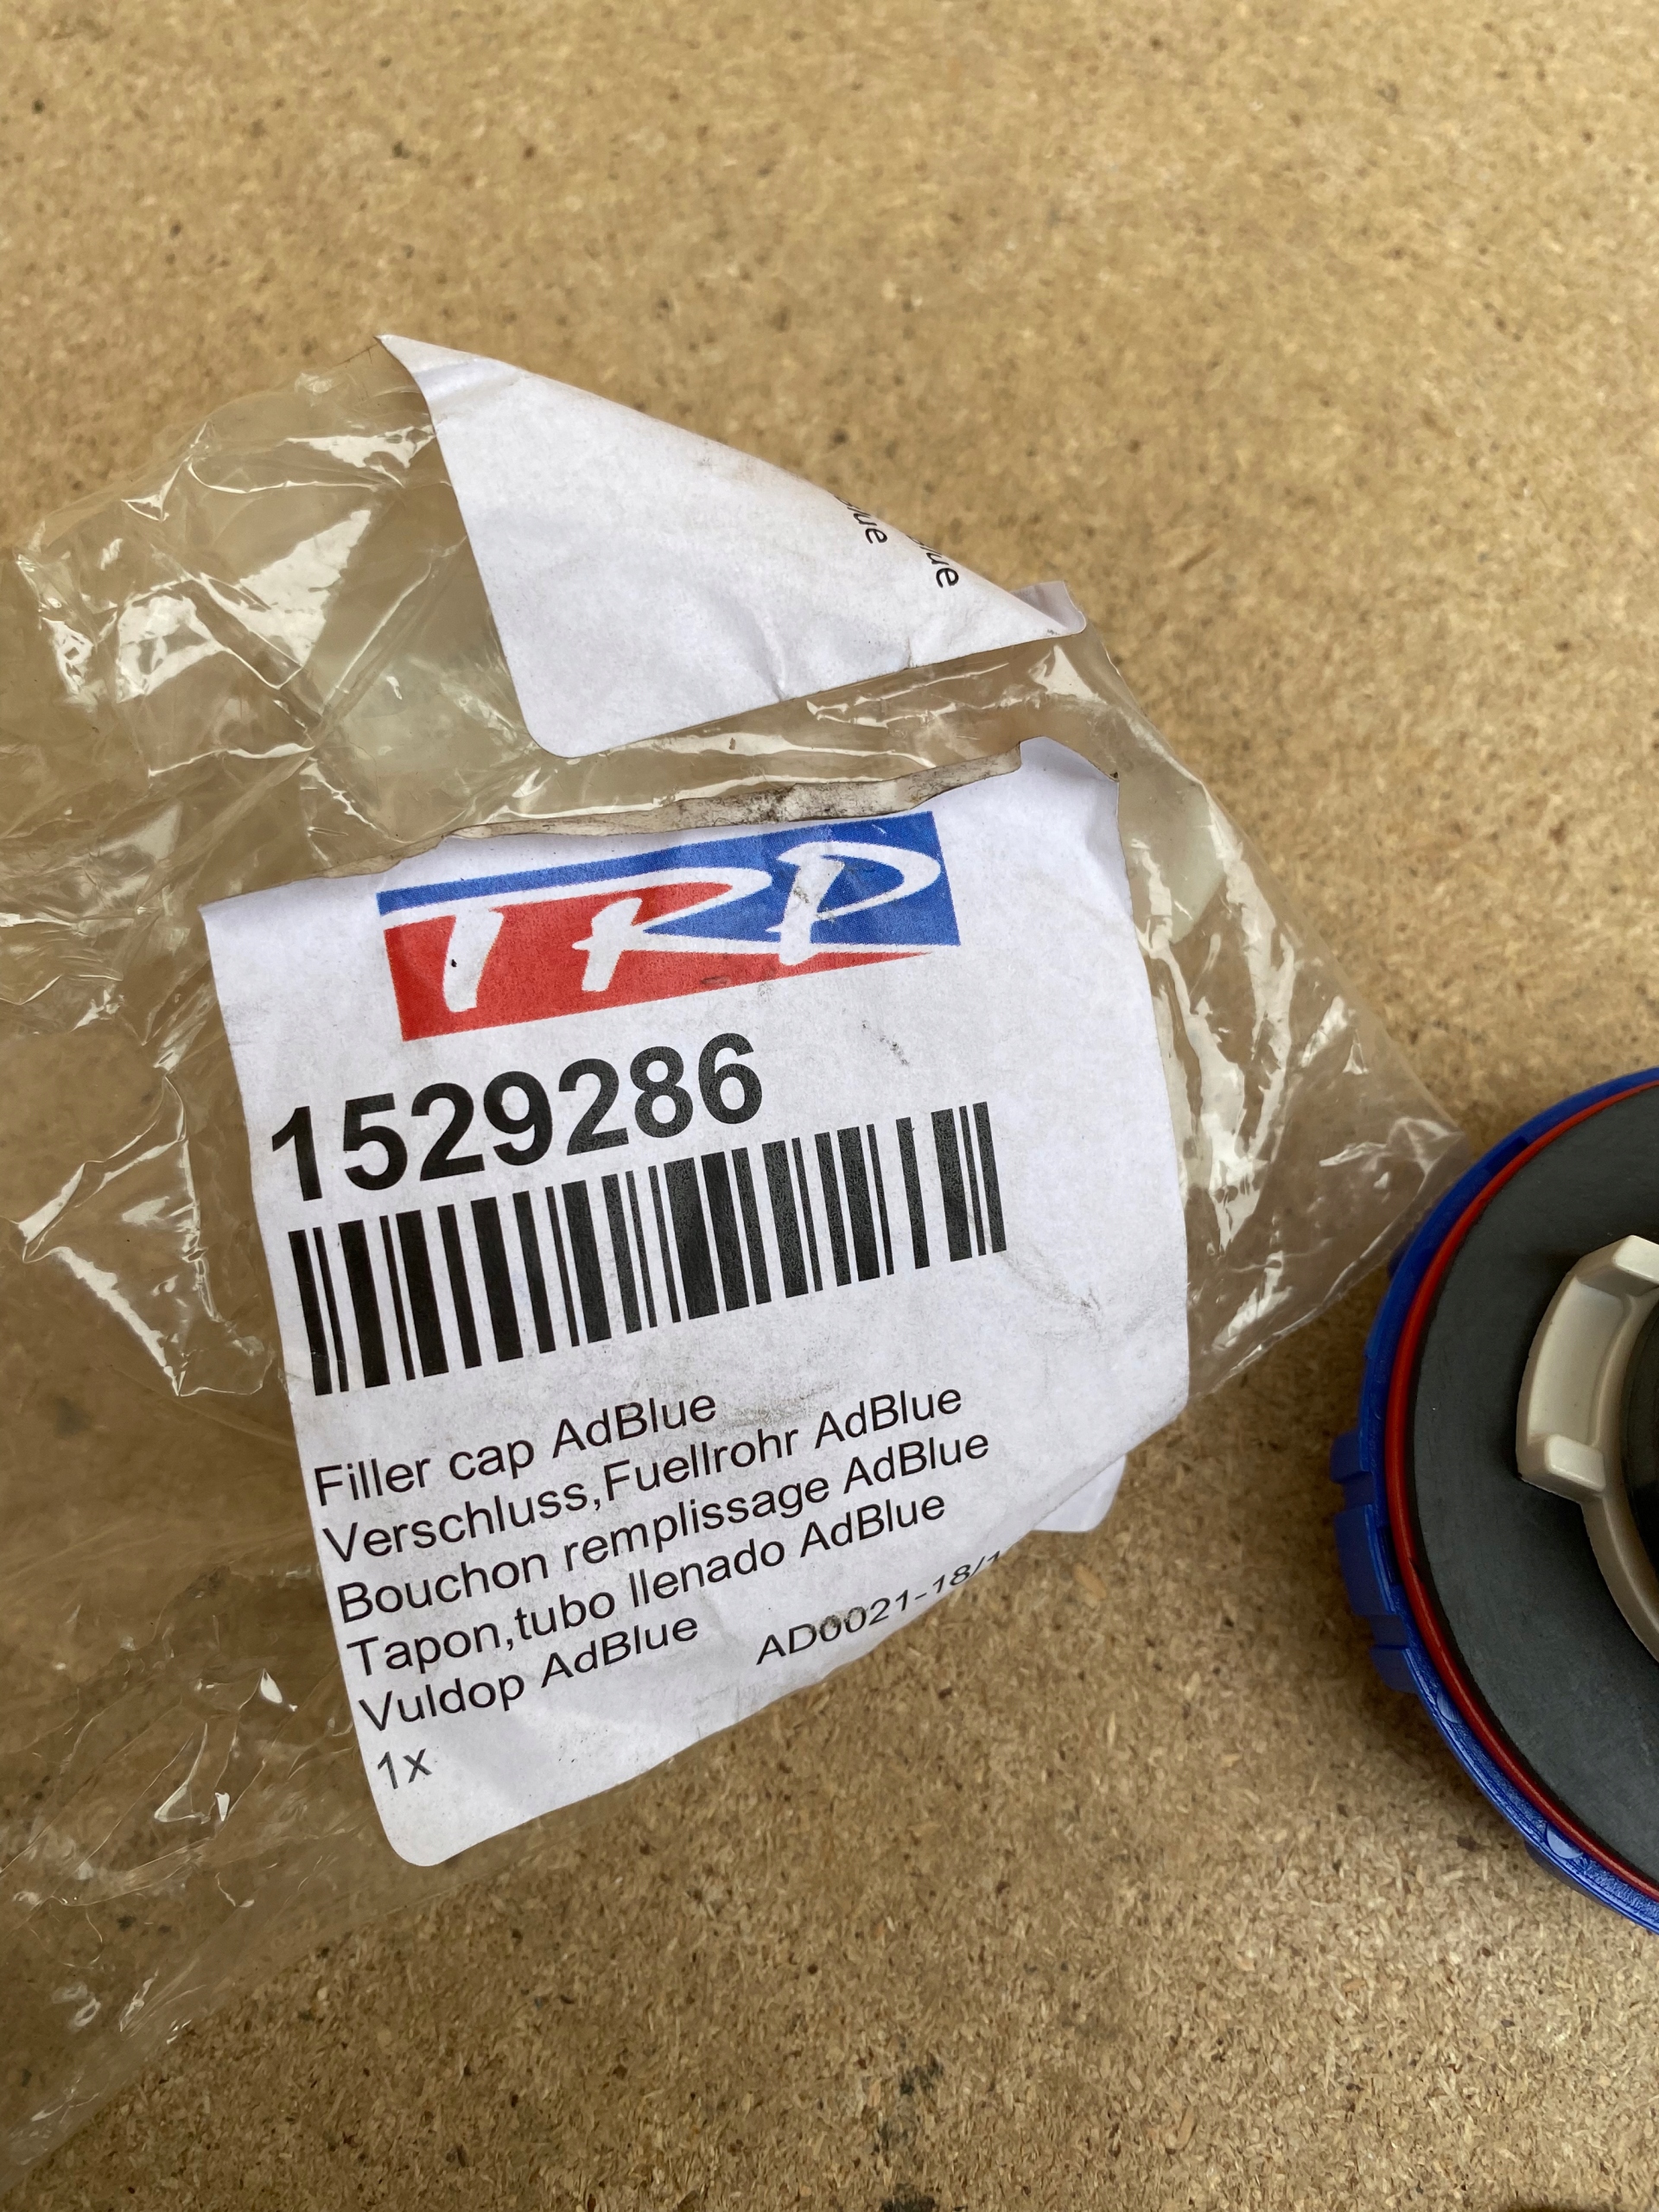 TRP
1529286
Filler cap AdBlue
Verschluss,Fuellrohr AdBlue
Bouchon remplissage AdBlue
Tapon,tubo llenado AdBlue
Vuldop AdBlue AD0021-18/1
1x